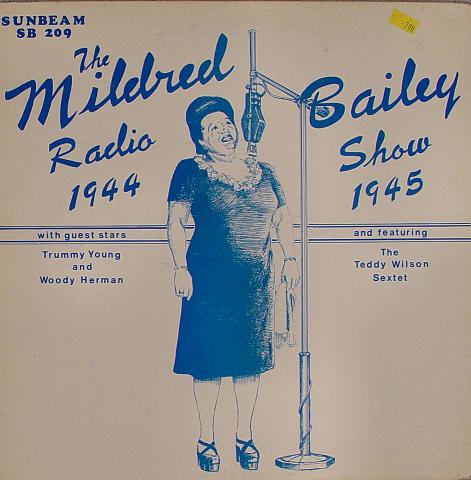 SUNBEAM
SB 209
The
Mildred Bailey
Radio Show
1944 1945
with guest stars
Trummy Young
and
Woody Herman
and featuring
The
Teddy Wilson
Sextet